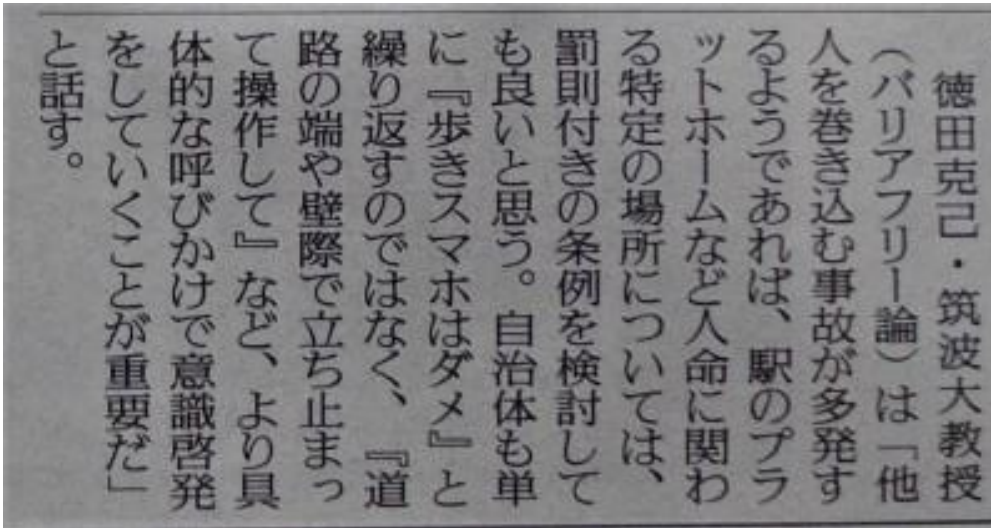 徳田克己・筑波大教授
（バリアフリー論）は「他
人を巻き込む事故が多発す
るようであれば、駅のプラ
ットホームなど人命に関わ
る特定の場所については、
罰則付きの条例を検討して
も良いと思う。自治体も単
に『歩きスマホはダメ』と
繰り返すのではなく、『道
路の端や壁際で立ち止まっ
て操作して』など、より具
体的な呼びかけで意識啓発
をしていくことが重要だ」
と話す。